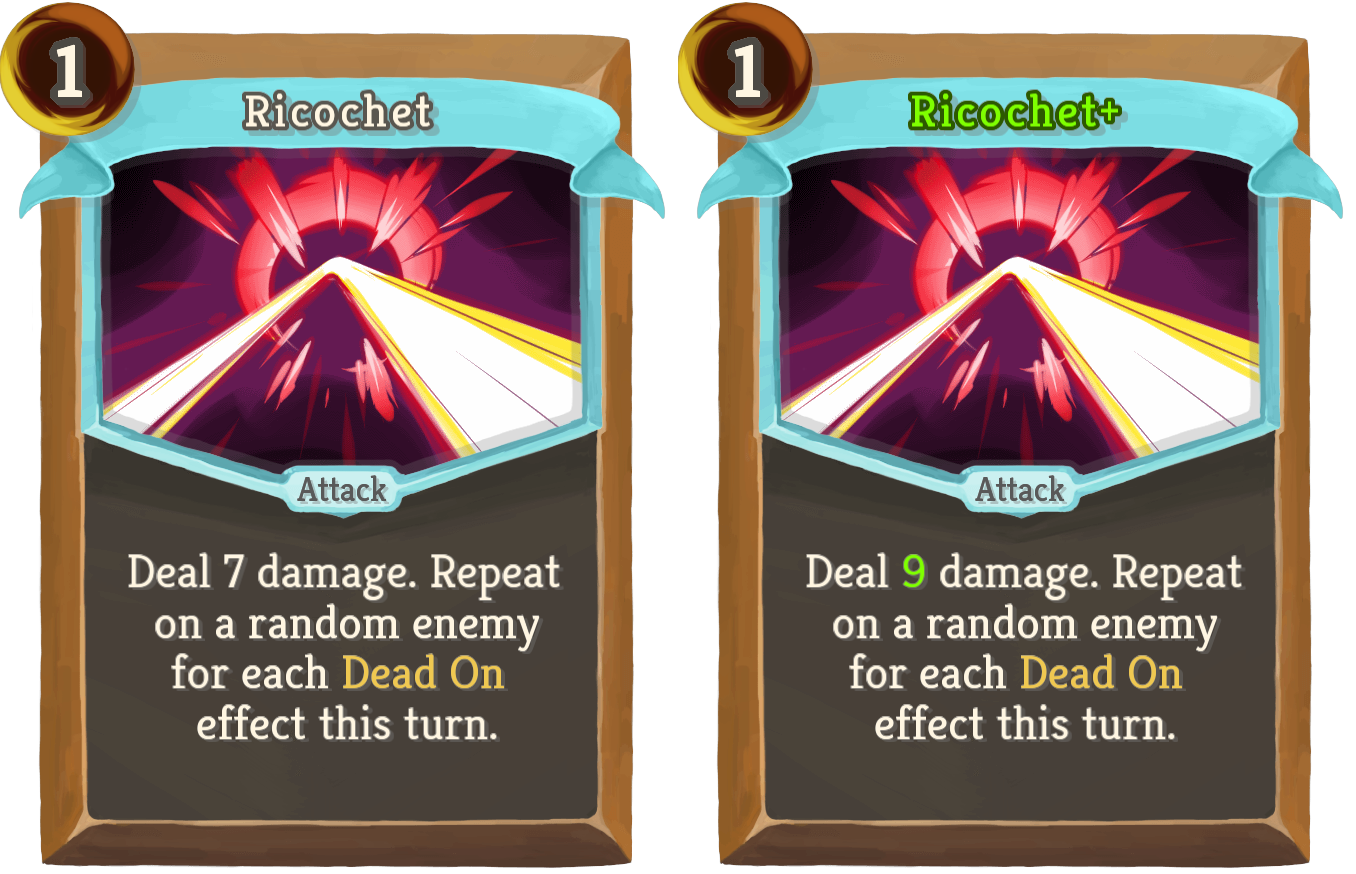 1
Ricochet
Attack
Deal 7 damage. Repeat
on a random enemy
for each Dead On
effect this turn.
1
Ricochet+
Attack
Deal 9 damage. Repeat
on a random enemy
for each Dead On
effect this turn.